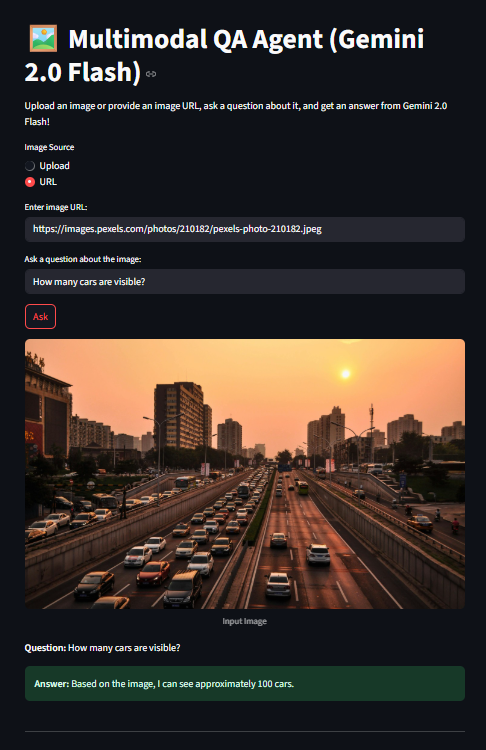 Multimodal QA Agent (Gemini
2.0 Flash)
Upload an image or provide an image URL, ask a question about it, and get an answer from Gemini 2.0
Flash!
Image Source
Upload
URL
Enter image URL:
https://images.pexels.com/photos/210182/pexels-photo-210182.jpeg
Ask a question about the image:
How many cars are visible?
Ask
Input Image
Question: How many cars are visible?
Answer: Based on the image, I can see approximately 100 cars.